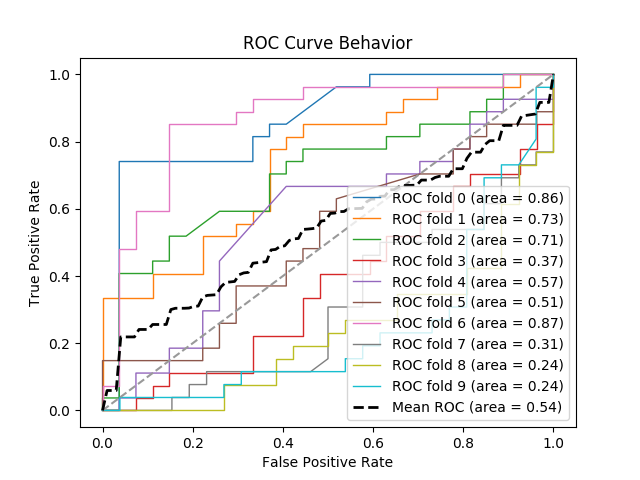 ROC Curve Behavior
True Positive Rate
1.0
0.8
0.6
0.4
0.2
0.0
ROC fold 0 (area = 0.86)
ROC fold 1 (area = 0.73)
ROC fold 2 (area = 0.71)
ROC fold 3 (area = 0.37)
ROC fold 4 (area = 0.57)
ROC fold 5 (area = 0.51)
ROC fold 6 (area = 0.87)
ROC fold 7 (area = 0.31)
ROC fold 8 (area = 0.24)
ROC fold 9 (area = 0.24)
Mean ROC (area = 0.54)
0.0 0.2 0.4 0.6 0.8 1.0
False Positive Rate